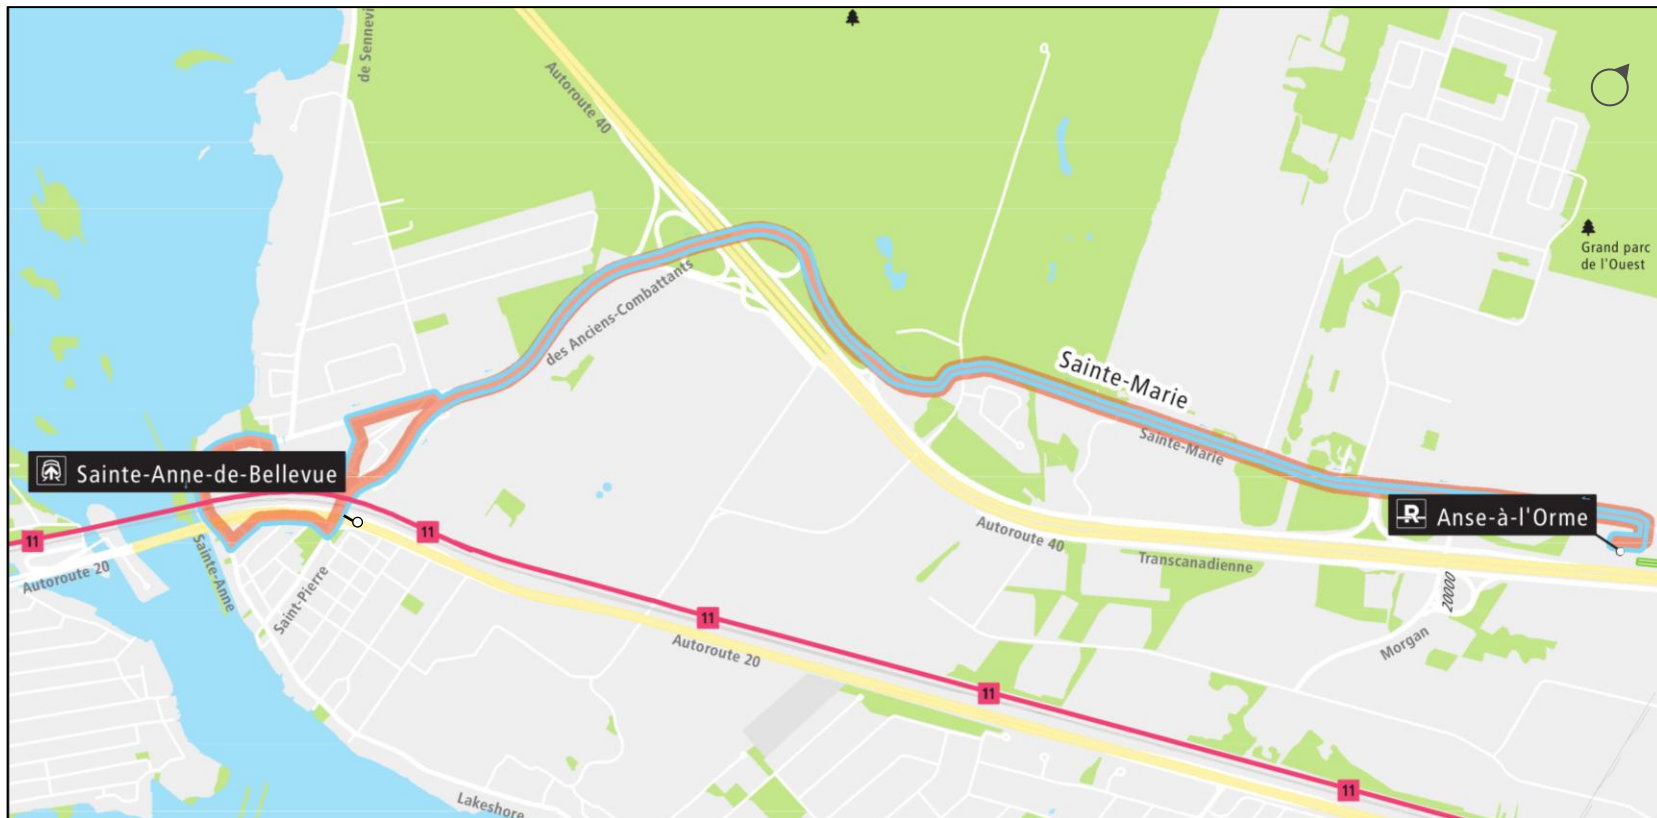 de Sennevi
Autoroute 40
Grand parc
de l'Ouest
des Anciens-Combattants
Sainte-Marie
Sainte-Marie
Sainte-Anne-de-Bellevue
R Anse-à-l'Orme
11
11
Autoroute 20
Sainte-Anne
Saint-Pierre
Autoroute 40
Transcanadienne
20000
Morgan
11
Autoroute 20
11
11
Lakeshore